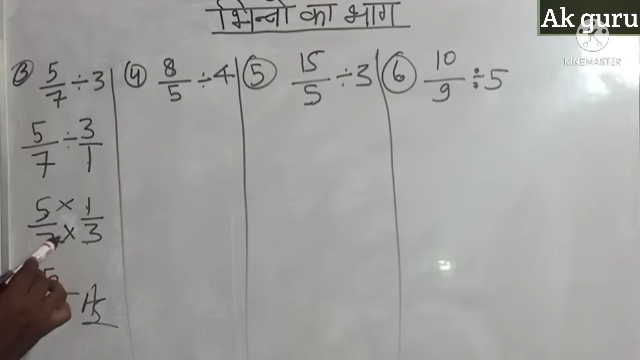 भिन्नो का भाग
Ak guru
KINEMASTER
③ 5/7 ÷ 3
④ 8/5 ÷ 4
⑤ 15/5 ÷ 3
⑥ 10/9 ÷ 5
5/7 ÷ 3/1
5/7 × × 1/3
5